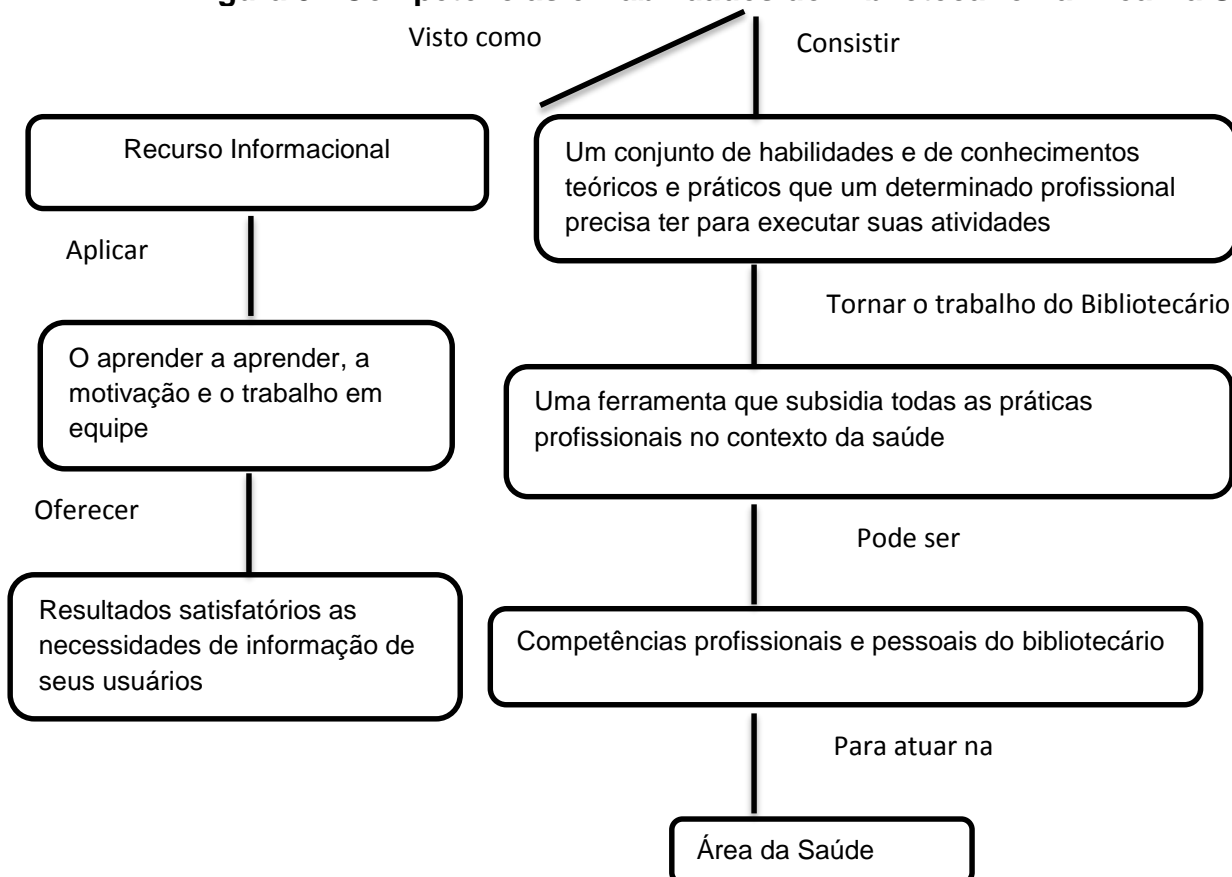 Visto como
Consistir
Recurso Informacional
Um conjunto de habilidades e de conhecimentos
teóricos e práticos que um determinado profissional
precisa ter para executar suas atividades
Aplicar
Tornar o trabalho do Bibliotecário
O aprender a aprender, a
motivação e o trabalho em
equipe
Uma ferramenta que subsidia todas as práticas
profissionais no contexto da saúde
Oferecer
Pode ser
Resultados satisfatórios as
necessidades de informação de
seus usuários
Competências profissionais e pessoais do bibliotecário
Para atuar na
Área da Saúde